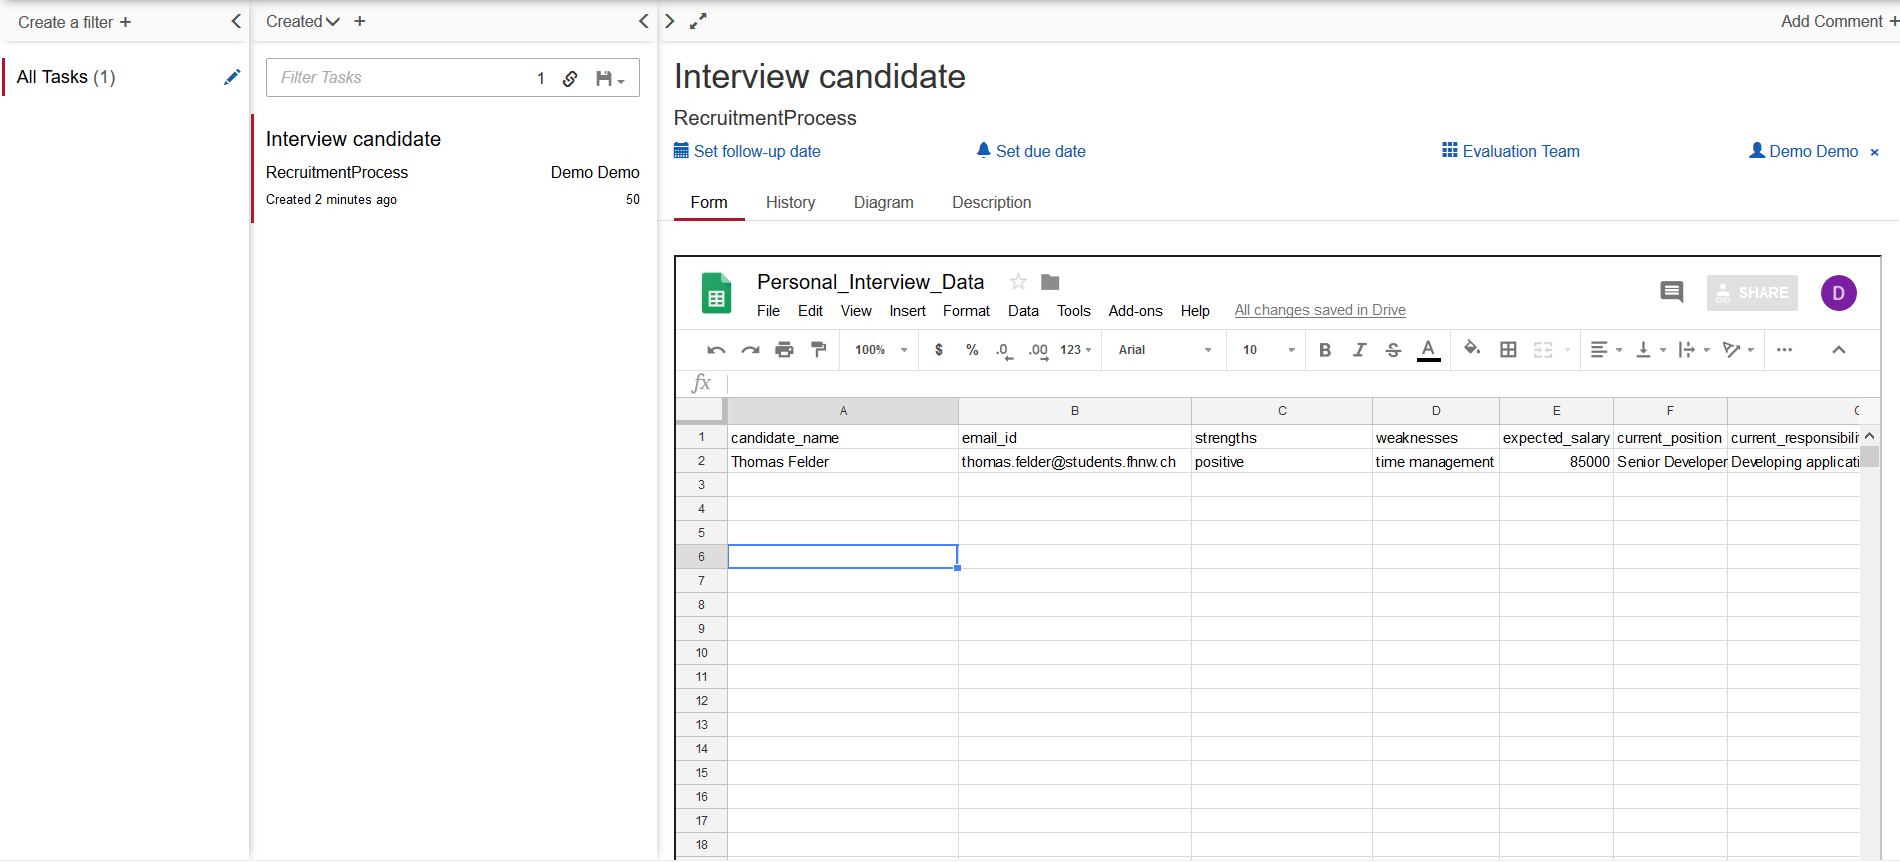 Create a filter +
Created +
Add Comment +
All Tasks (1)
Filter Tasks 1
Interview candidate
RecruitmentProcess Demo Demo
Created 2 minutes ago 50
Interview candidate
RecruitmentProcess
Set follow-up date Set due date Evaluation Team Demo Demo ×
Form History Diagram Description
Personal_Interview_Data
SHARE D
File Edit View Insert Format Data Tools Add-ons Help All changes saved in Drive
100% $ % .0 .00 123 Arial 10 B I S A
fx
A B C D E F
1 candidate_name email_id strengths weaknesses expected_salary current_position current_responsibili
2 Thomas Felder thomas.felder@students.fhnw.ch positive time management 85000 Senior Developer Developing applicati
3
4
5
6
7
8
9
10
11
12
13
14
15
16
17
18